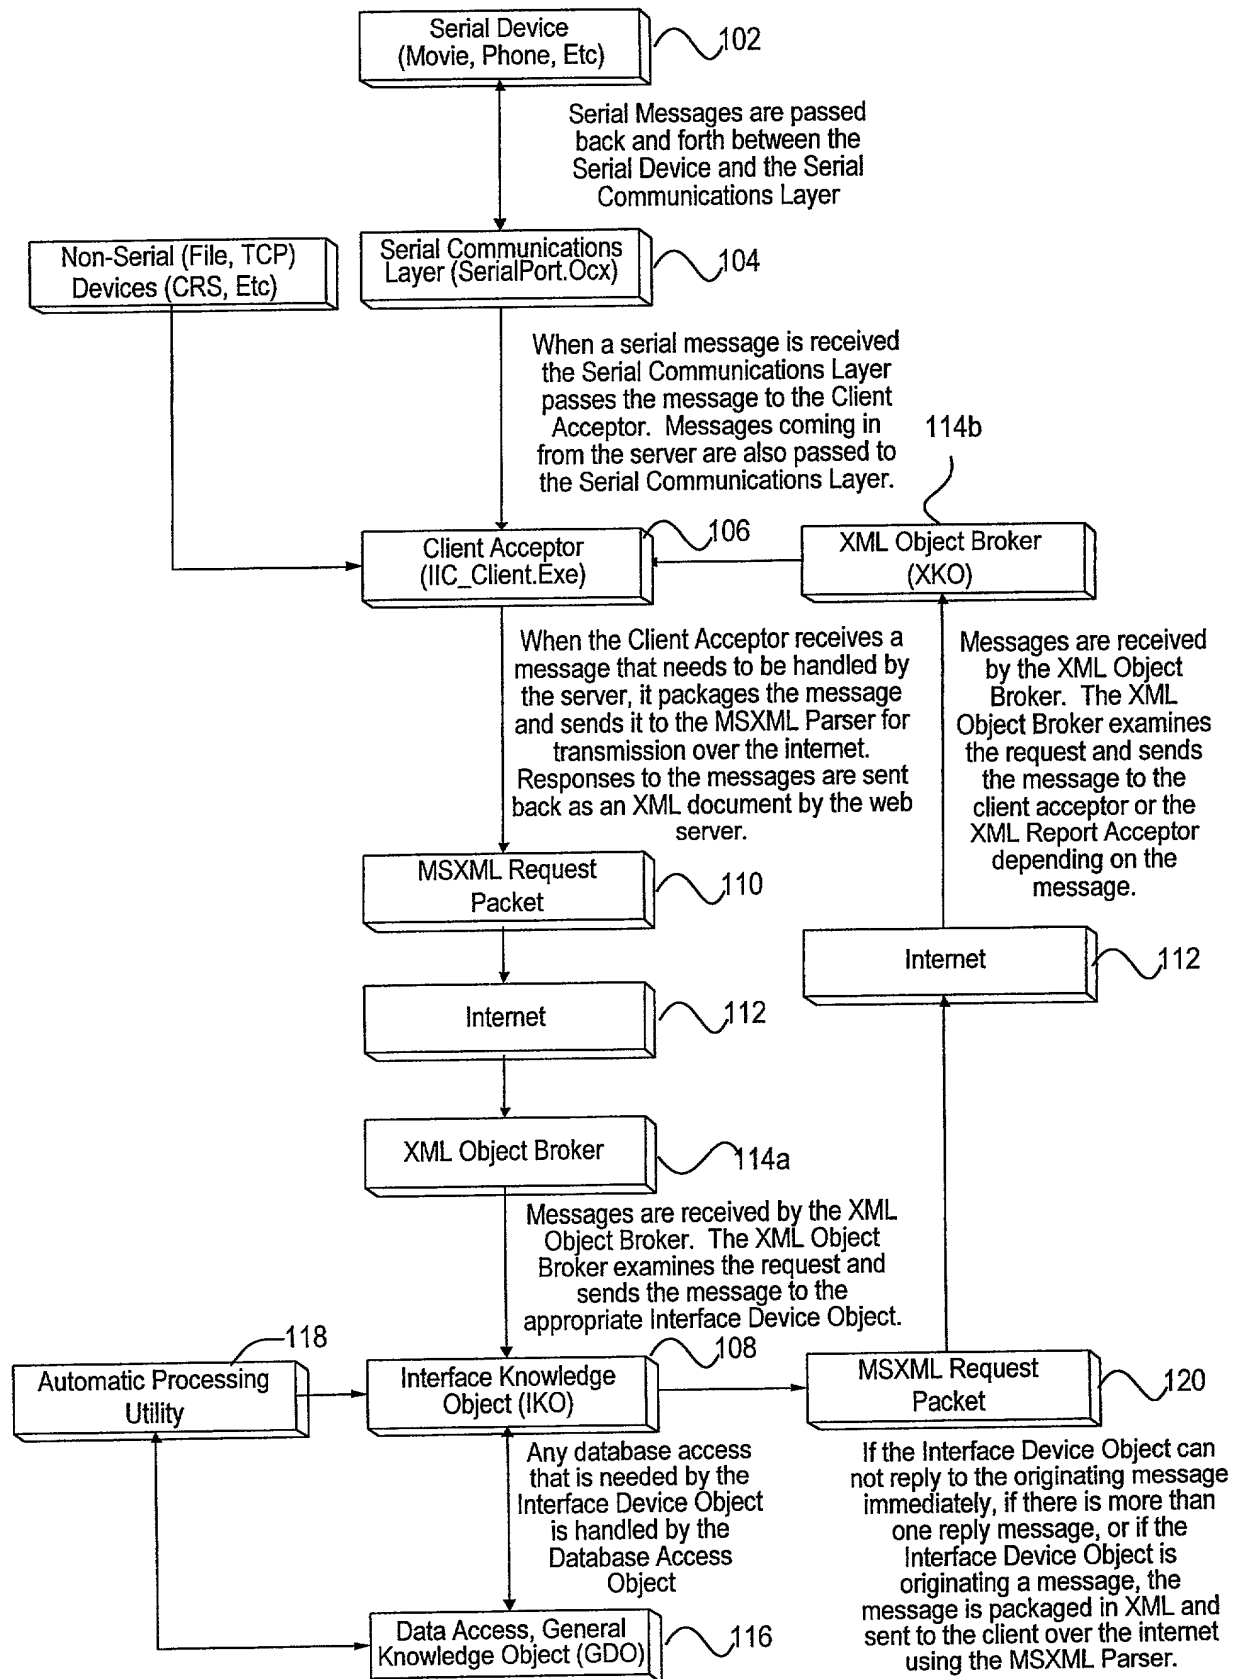 Serial Device
(Movie, Phone, Etc)
102
Serial Messages are passed
back and forth between the
Serial Device and the Serial
Communications Layer
Non-Serial (File, TCP)
Devices (CRS, Etc)
Serial Communications
Layer (SerialPort.Ocx)
104
When a serial message is received
the Serial Communications Layer
passes the message to the Client
Acceptor. Messages coming in
from the server are also passed to
the Serial Communications Layer.
114b
Client Acceptor
(IIC_Client.Exe)
106
XML Object Broker
(XKO)
When the Client Acceptor receives a
message that needs to be handled by
the server, it packages the message
and sends it to the MSXML Parser for
transmission over the internet.
Responses to the messages are sent
back as an XML document by the web
server.
Messages are received
by the XML Object
Broker. The XML
Object Broker examines
the request and sends
the message to the
client acceptor or the
XML Report Acceptor
depending on the
message.
MSXML Request
Packet
110
Internet
112
Internet
112
XML Object Broker
114a
Messages are received by the XML
Object Broker. The XML Object
Broker examines the request and
sends the message to the
appropriate Interface Device Object.
118
Automatic Processing
Utility
Interface Knowledge
Object (IKO)
108
MSXML Request
Packet
120
Any database access
that is needed by the
Interface Device Object
is handled by the
Database Access
Object
If the Interface Device Object can
not reply to the originating message
immediately, if there is more than
one reply message, or if the
Interface Device Object is
originating a message, the
message is packaged in XML and
sent to the client over the internet
using the MSXML Parser.
Data Access, General
Knowledge Object (GDO)
116